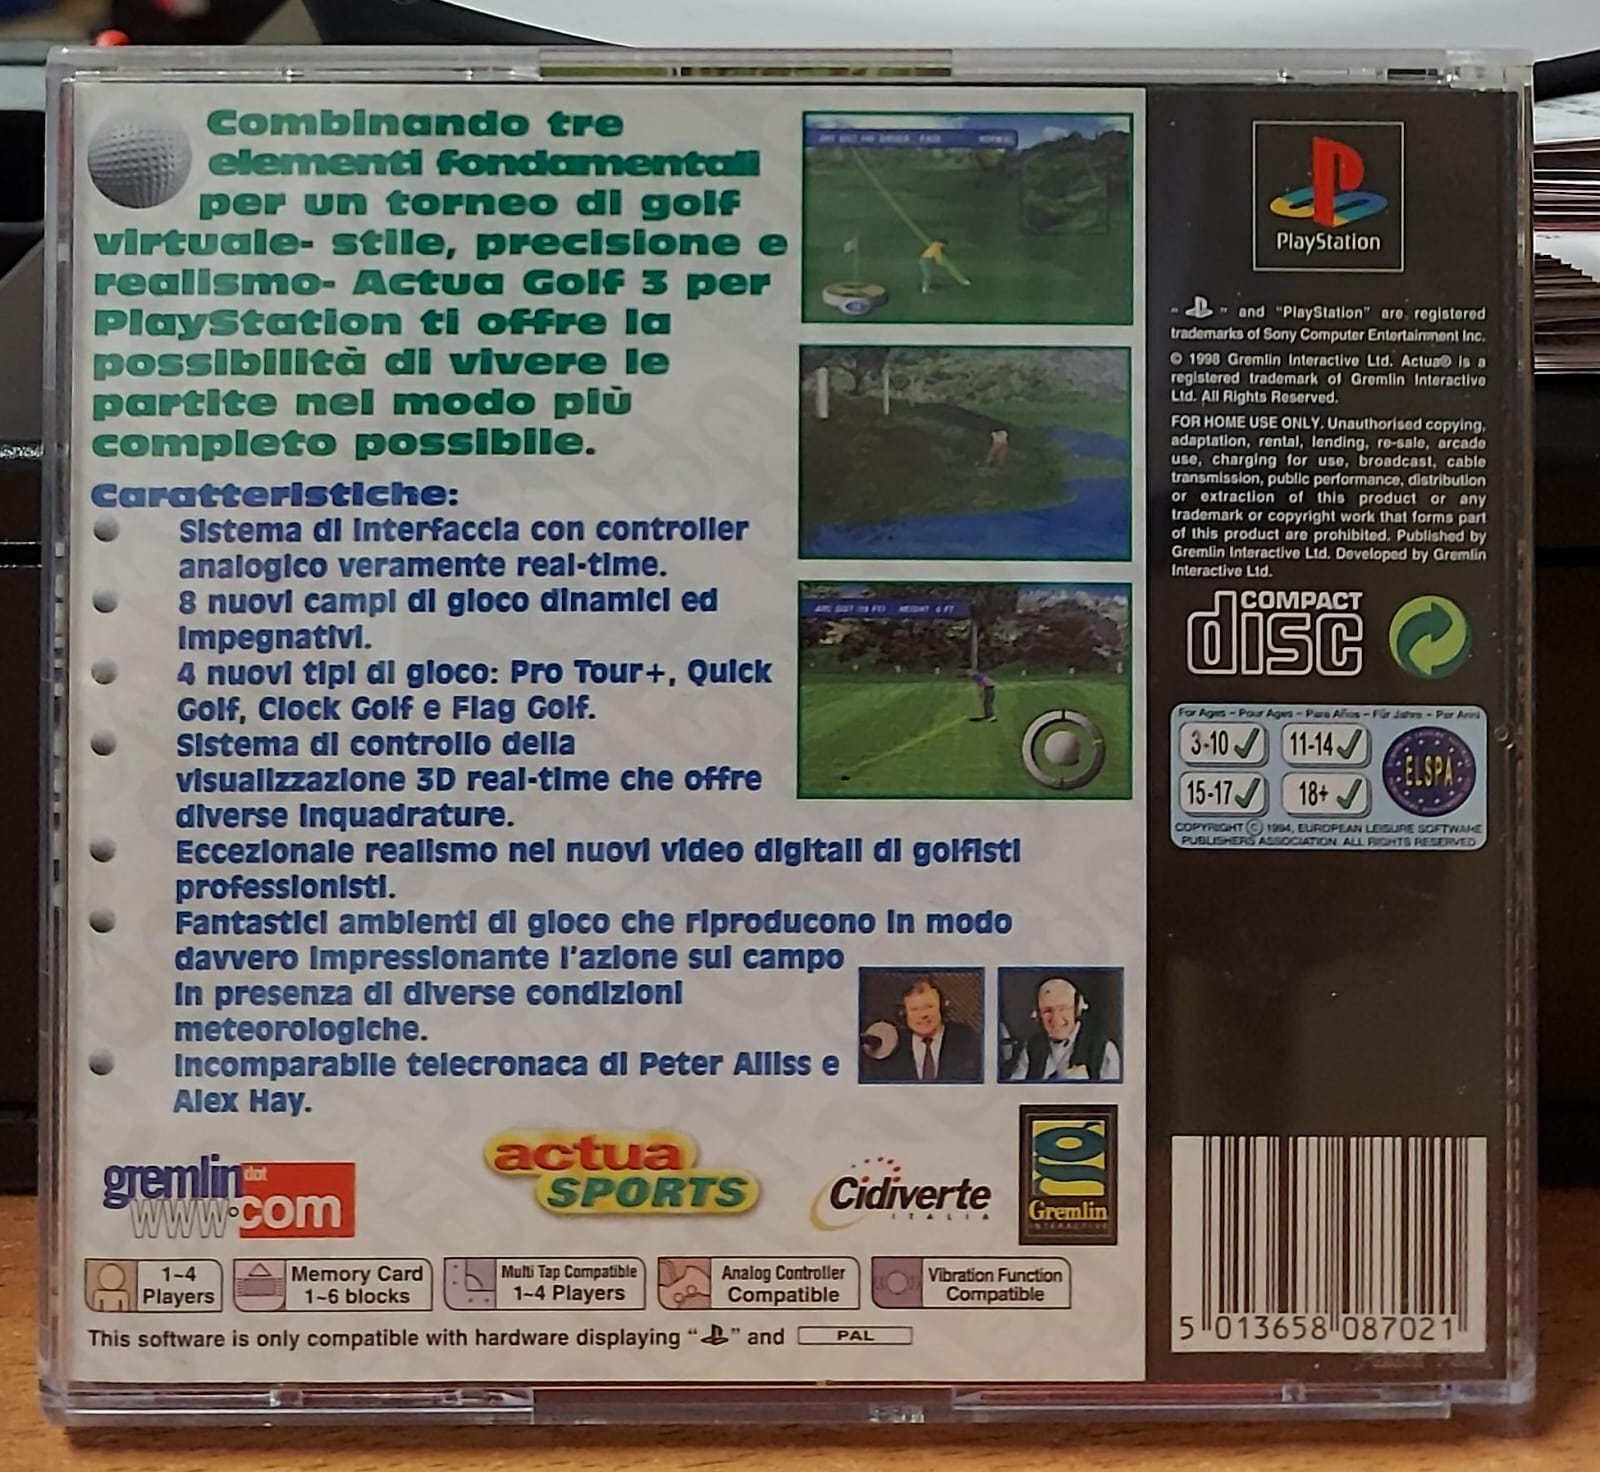 Combinando tre
elementi fondamentali
per un torneo di golf
virtuale- stile, precisione e
realismo- Actua Golf 3 per
PlayStation ti offre la
possibilità di vivere le
partite nel modo più
completo possibile.
Caratteristiche:
Sistema di interfaccia con controller
analogico veramente real-time.
8 nuovi campi di gioco dinamici ed
impegnativi.
4 nuovi tipi di gioco: Pro Tour+, Quick
Golf, Clock Golf e Flag Golf.
Sistema di controllo della
visualizzazione 3D real-time che offre
diverse inquadrature.
Eccezionale realismo nei nuovi video digitali di golfisti
professionisti.
Fantastici ambienti di gioco che riproducono in modo
davvero impressionante l'azione sul campo
in presenza di diverse condizioni
meteorologiche.
Incomparabile telecronaca di Peter Alliss e
Alex Hay.
gremlin dot
www.com
actua
SPORTS
Cidiverte
ITALIA
Gremlin
INTERACTIVE
1~4
Players
Memory Card
1~6 blocks
Multi Tap Compatible
1~4 Players
Analog Controller
Compatible
Vibration Function
Compatible
This software is only compatible with hardware displaying “ ” and PAL
PlayStation
“ ” and “PlayStation” are registered
trademarks of Sony Computer Entertainment Inc.
© 1998 Gremlin Interactive Ltd. Actua® is a
registered trademark of Gremlin Interactive
Ltd. All Rights Reserved.
FOR HOME USE ONLY. Unauthorised copying,
adaptation, rental, lending, re-sale, arcade
use, charging for use, broadcast, cable
transmission, public performance, distribution
or extraction of this product or any
trademark or copyright work that forms part
of this product are prohibited. Published by
Gremlin Interactive Ltd. Developed by Gremlin
Interactive Ltd.
COMPACT
disc
For Ages - Pour Ages - Para Años - Für Jahre - Per Anni
3-10 11-14
15-17 18+
ELSPA
COPYRIGHT © 1994, EUROPEAN LEISURE SOFTWARE
PUBLISHERS ASSOCIATION. ALL RIGHTS RESERVED
5 013658 087021